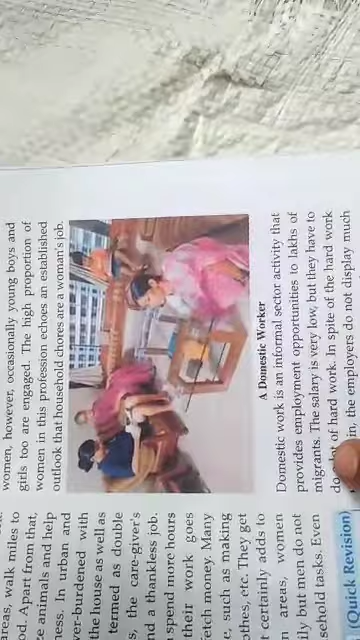 areas, walk miles to
od. Apart from that,
e animals and help
ness. In urban and
ver-burdened with
the house as well as
termed as double
s, the care-giver's
nd a thankless job.
spend more hours
their work goes
tch money. Many
such as making
othes, etc. They get
certainly adds to
areas, women
ily but men do not
sehold tasks. Even
(Quick Revision)
women, however, occasionally young boys and
girls too are engaged. The high proportion of
women in this profession echoes an established
outlook that household chores are a woman's job.
A Domestic Worker
Domestic work is an informal sector activity that
provides employment opportunities to lakhs of
migrants. The salary is very low, but they have to
of hard work. In spite of the hard work
in, the employers do not display much